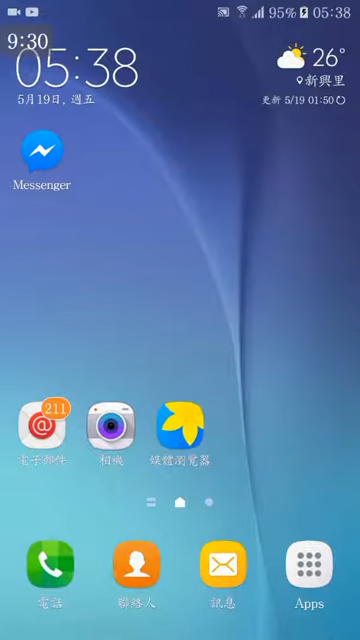 95% 05:38
9:30
05:38
5月19日, 週五
26°
新興里
更新 5/19 01:50
Messenger
211
電子郵件 相機 媒體瀏覽器
電話 聯絡人 訊息 Apps